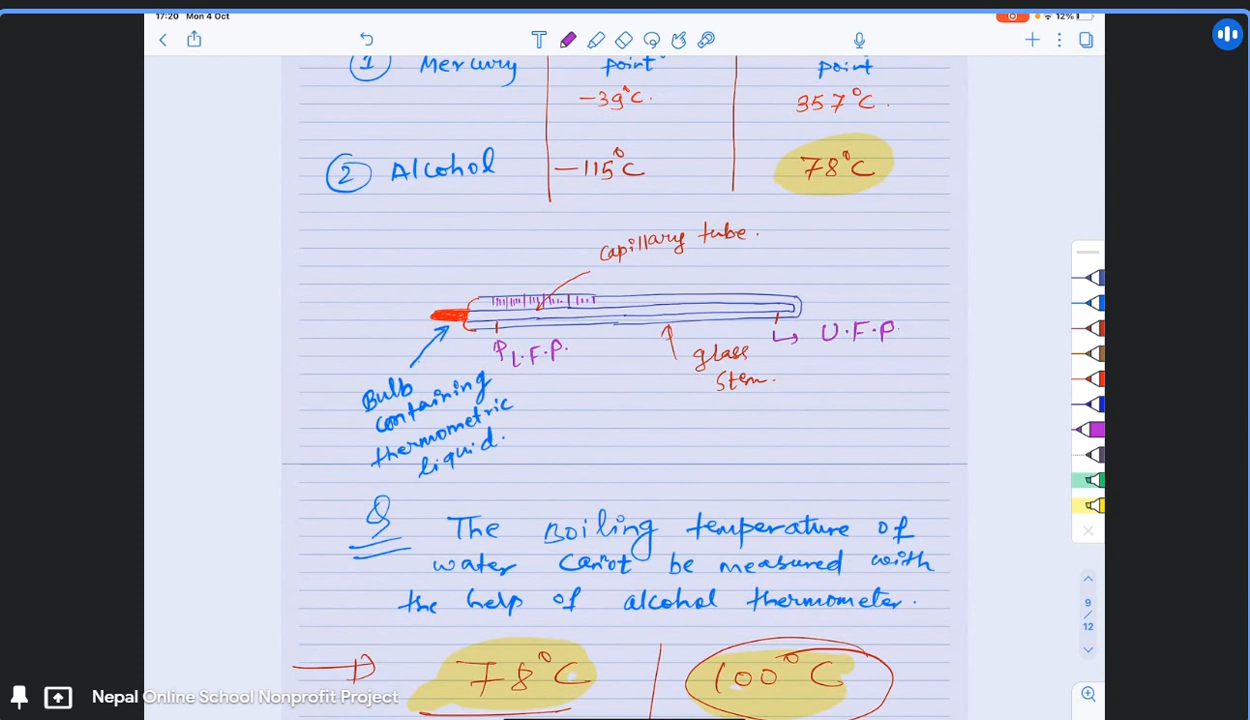 17:20 Mon 4 Oct
12%
① Mercury
point
point
-39°C.
357°C.
② Alcohol
-115°C
78°C
capillary tube.
L.F.P.
U.F.P.
glass
stem.
Bulb
containing
thermometric
liquid.
Q
The Boiling temperature of
water cannot be measured with
the help of alcohol thermometer.
78°C
100°C
9
/
12
Nepal Online School Nonprofit Project